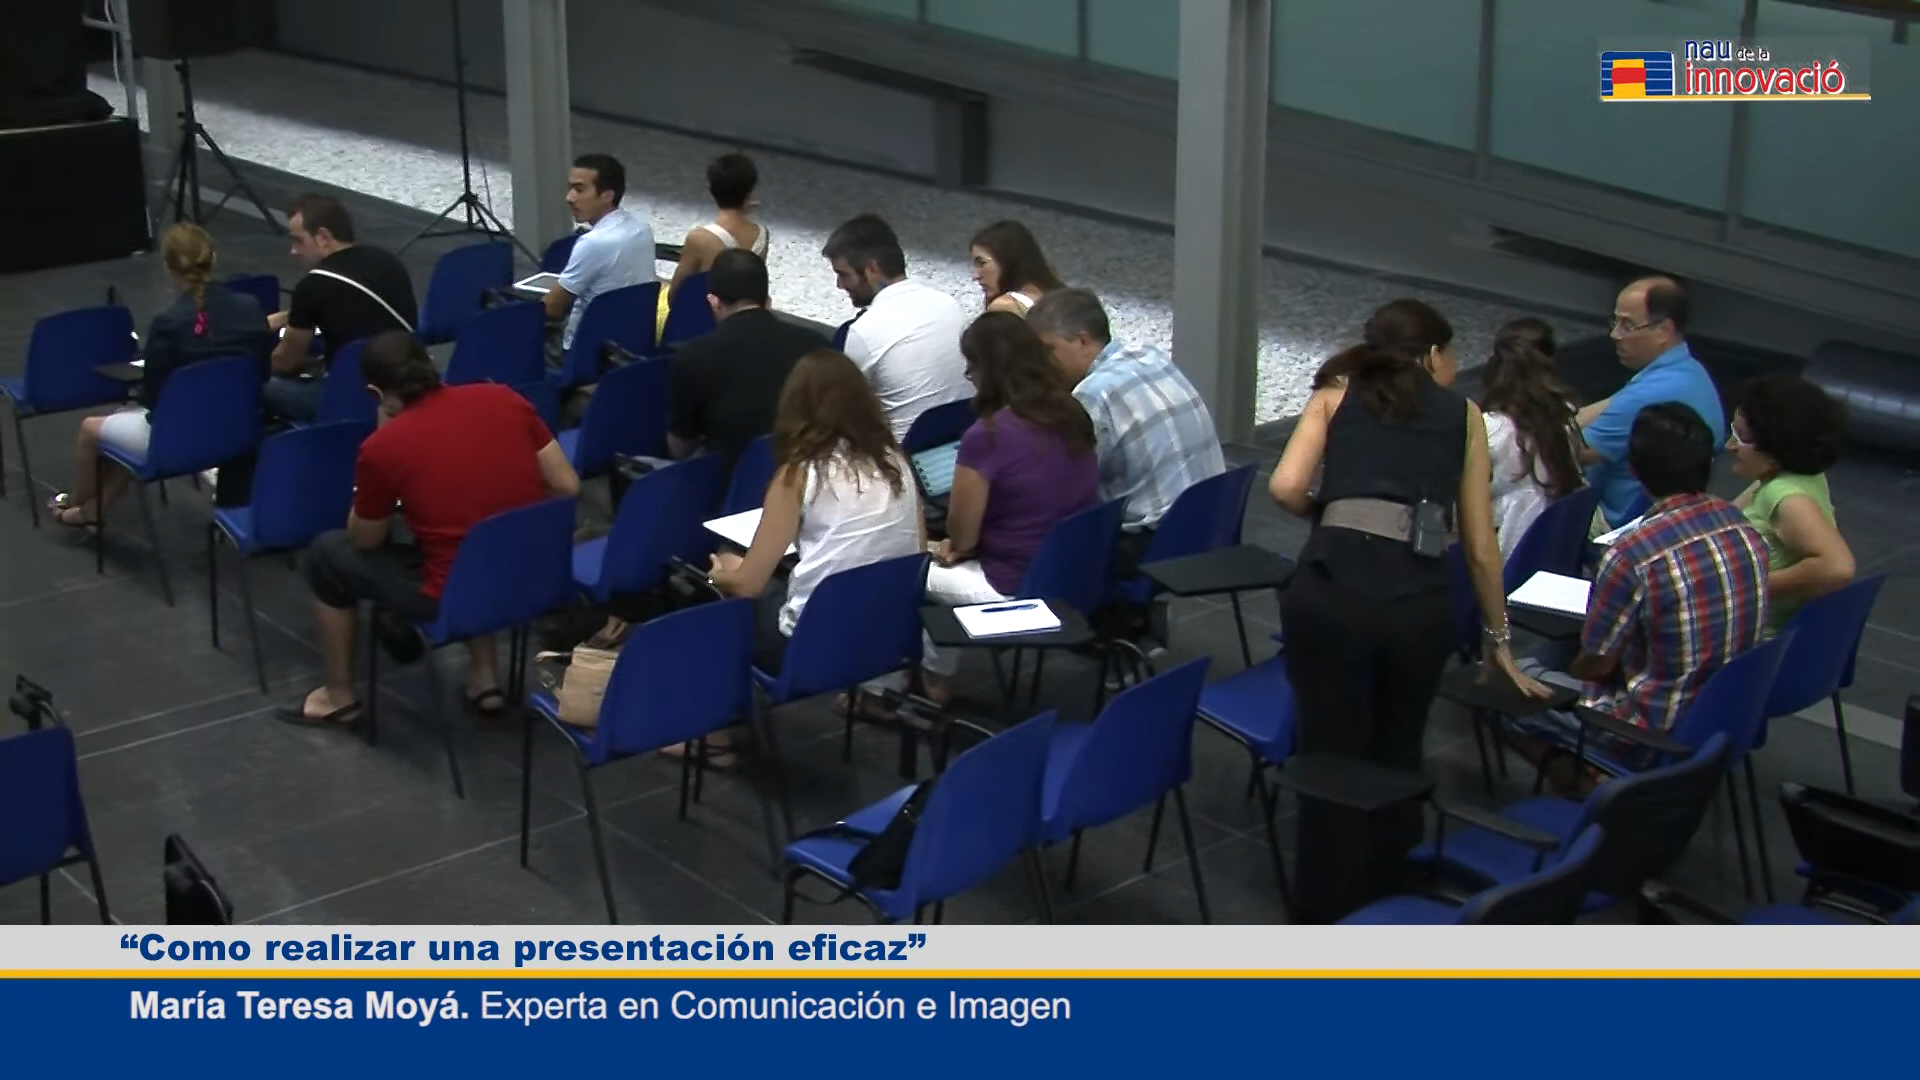 nau de la
innovació
“Como realizar una presentación eficaz”
María Teresa Moyá. Experta en Comunicación e Imagen